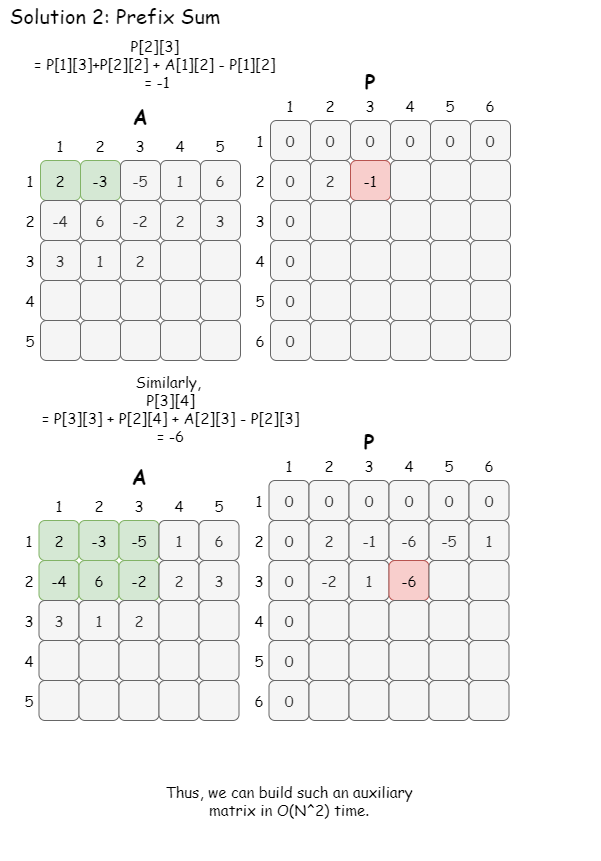 Solution 2: Prefix Sum
P[2][3]
= P[1][3]+P[2][2] + A[1][2] - P[1][2]
= -1
A
1 2 3 4 5
1 2 -3 -5 1 6
2 -4 6 -2 2 3
3 3 1 2
4
5
P
1 2 3 4 5 6
1 0 0 0 0 0 0
2 0 2 -1
3 0
4 0
5 0
6 0
Similarly,
P[3][4]
= P[3][3] + P[2][4] + A[2][3] - P[2][3]
= -6
A
1 2 3 4 5
1 2 -3 -5 1 6
2 -4 6 -2 2 3
3 3 1 2
4
5
P
1 2 3 4 5 6
1 0 0 0 0 0 0
2 0 2 -1 -6 -5 1
3 0 -2 1 -6
4 0
5 0
6 0
Thus, we can build such an auxiliary
matrix in O(N^2) time.